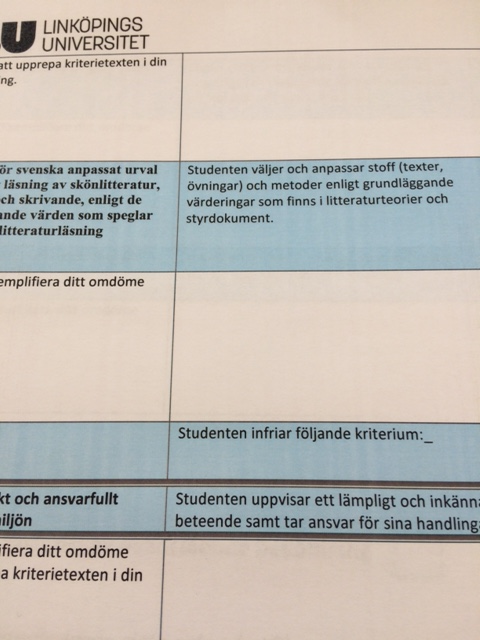 LINKÖPINGS
UNIVERSITET
att upprepa kriterietexten i din
ng.
ör svenska anpassat urval
läsning av skönlitteratur,
ch skrivande, enligt de
ande värden som speglar
litteraturläsning
Studenten väljer och anpassar stoff (texter,
övningar) och metoder enligt grundläggande
värderingar som finns i litteraturteorier och
styrdokument.
emplifiera ditt omdöme
Studenten infriar följande kriterium:_
kt och ansvarfullt
iljön
Studenten uppvisar ett lämpligt och inkänna
beteende samt tar ansvar för sina handlinga
ifiera ditt omdöme
a kriterietexten i din